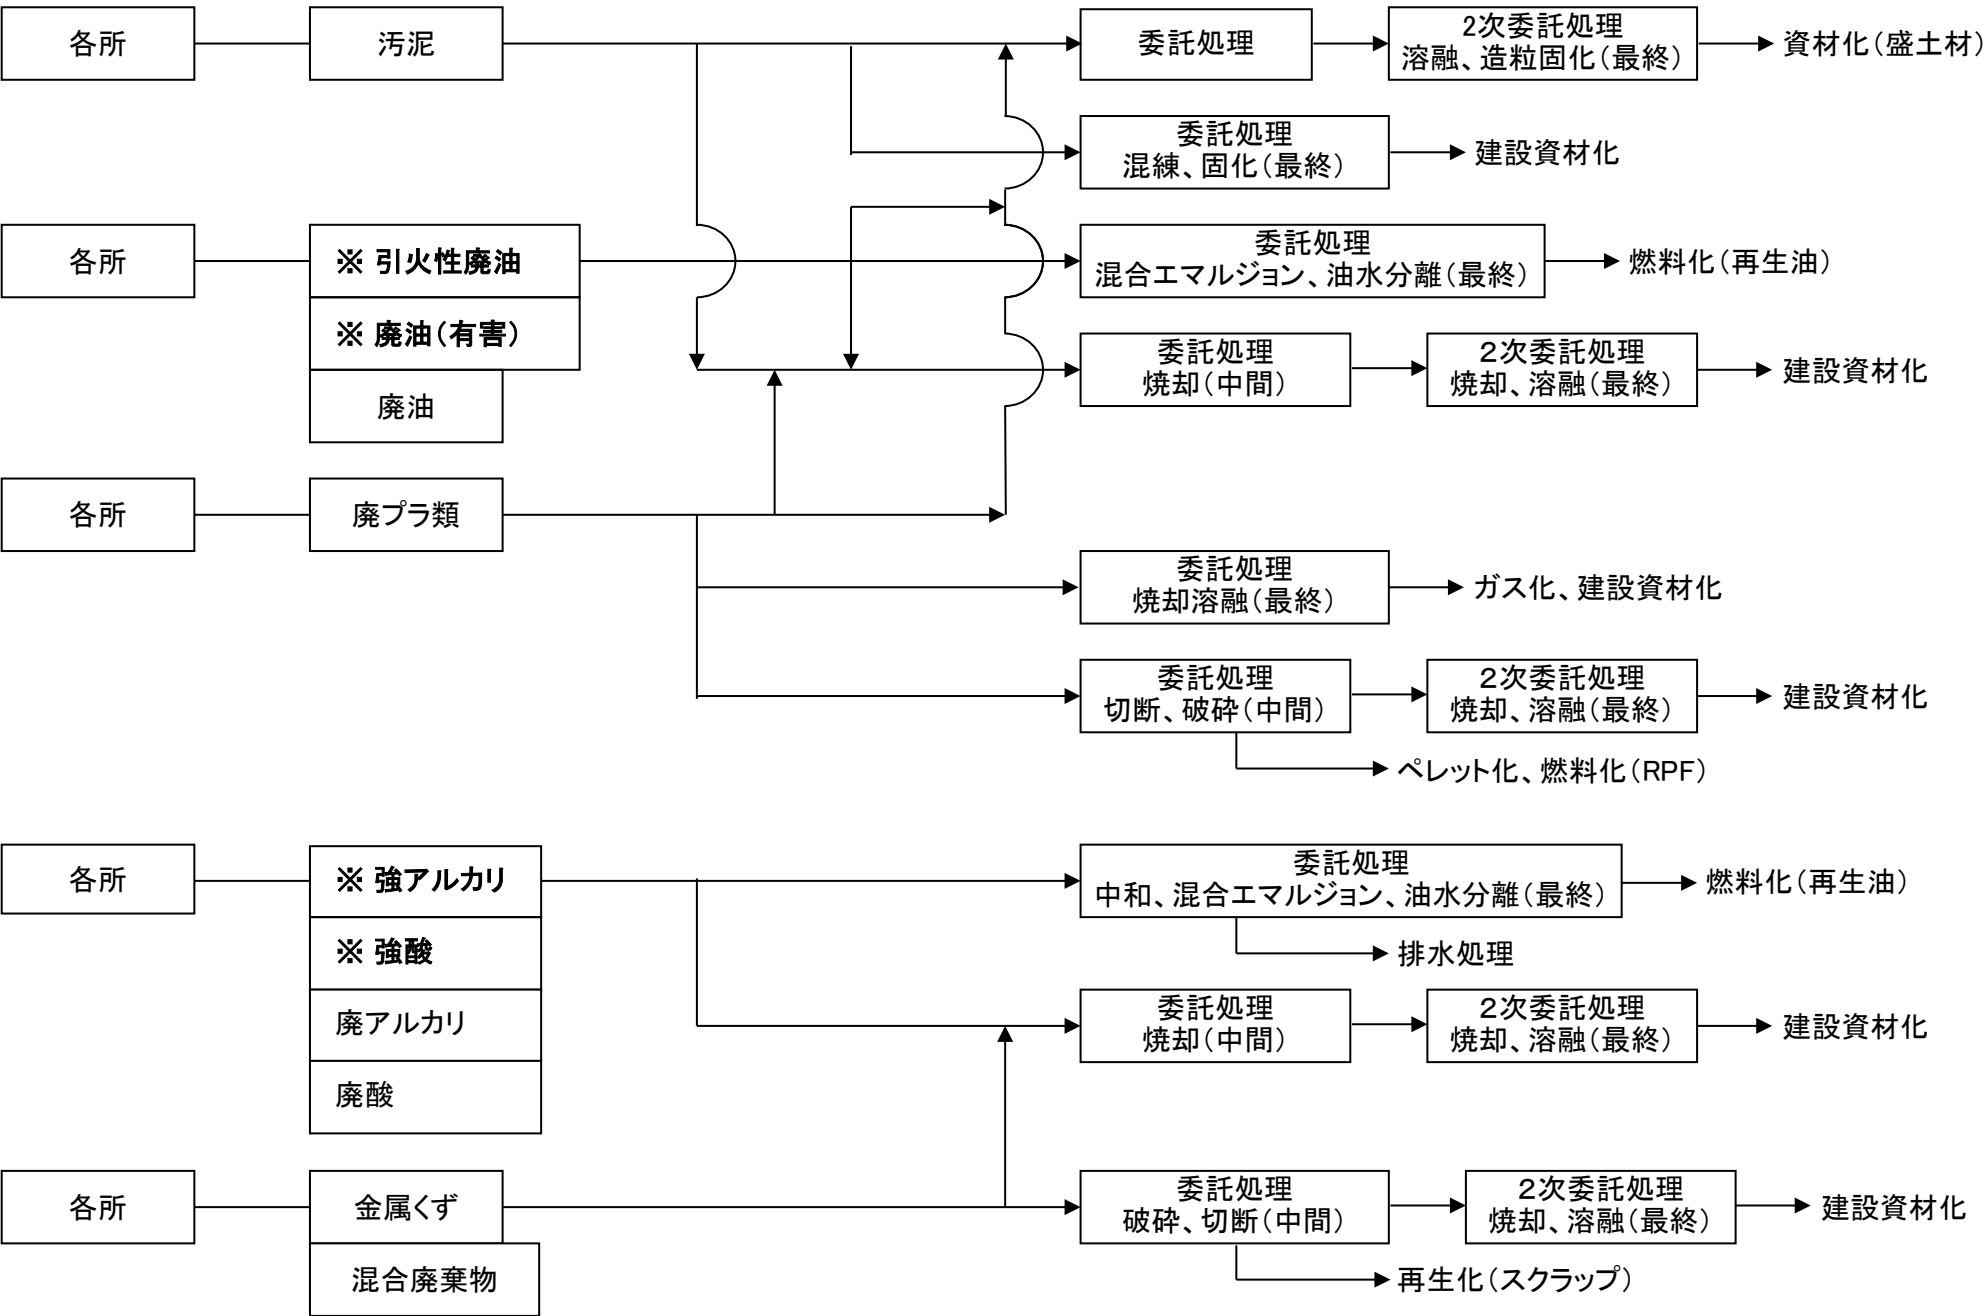 各所
汚泥
委託処理
2次委託処理
溶融、造粒固化(最終)
資材化(盛土材)
委託処理
混練、固化(最終)
建設資材化
各所
※ 引火性廃油
※ 廃油(有害)
廃油
委託処理
混合エマルジョン、油水分離(最終)
燃料化(再生油)
委託処理
焼却(中間)
2次委託処理
焼却、溶融(最終)
建設資材化
各所
廃プラ類
委託処理
焼却溶融(最終)
ガス化、建設資材化
委託処理
切断、破砕(中間)
2次委託処理
焼却、溶融(最終)
建設資材化
ペレット化、燃料化(RPF)
各所
※ 強アルカリ
※ 強酸
廃アルカリ
廃酸
委託処理
中和、混合エマルジョン、油水分離(最終)
燃料化(再生油)
排水処理
委託処理
焼却(中間)
2次委託処理
焼却、溶融(最終)
建設資材化
各所
金属くず
混合廃棄物
委託処理
破砕、切断(中間)
2次委託処理
焼却、溶融(最終)
建設資材化
再生化(スクラップ)